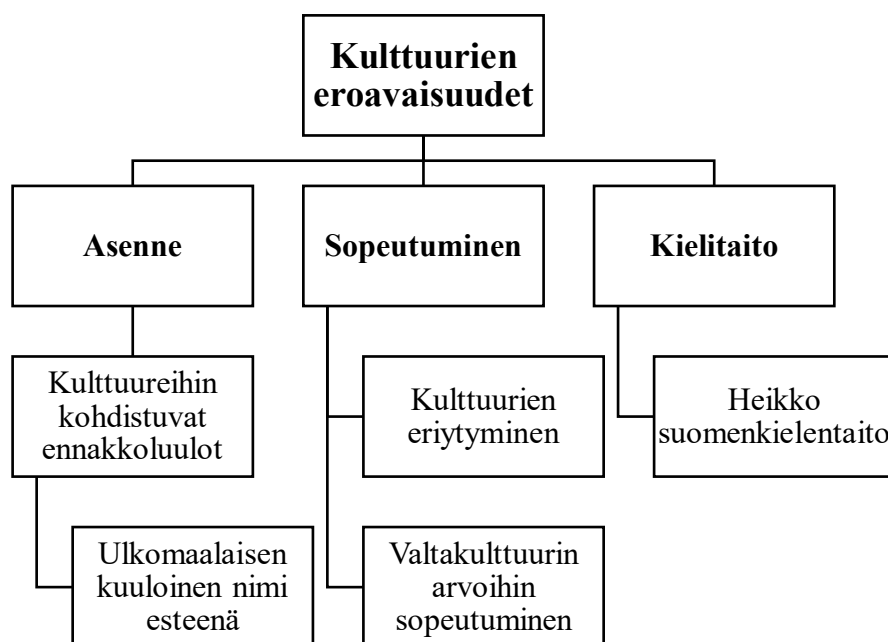 Kulttuurien
eroavaisuudet
Asenne
Sopeutuminen
Kielitaito
Kulttuureihin
kohdistuvat
ennakkoluulot
Kulttuurien
eriytyminen
Heikko
suomenkielentaito
Ulkomaalaisen
kuuloinen nimi
esteenä
Valtakulttuurin
arvoihin
sopeutuminen